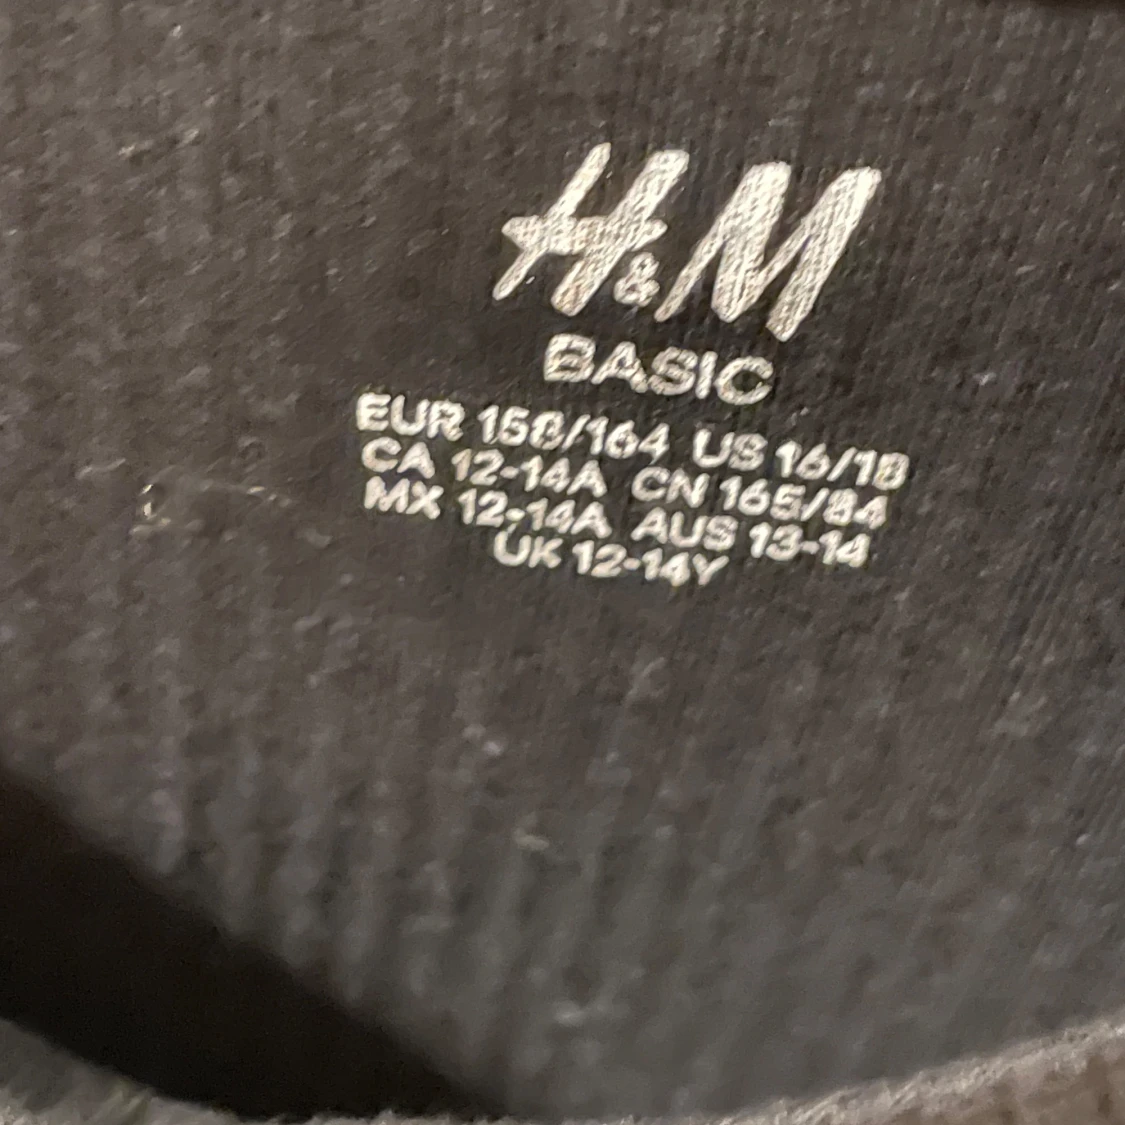 H&M
BASIC
EUR 158/164 US 16/18
CA 12-14A CN 165/84
MX 12-14A AUS 13-14
UK 12-14Y